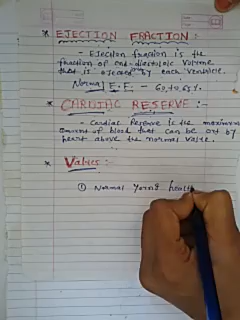 * EJECTION FRACTION :
- Ejection fraction is the
fraction of end-diastolic volume
that is ejected by each ventricle.
Normal E.F. - 60 to 65%.
* CARDIAC RESERVE :-
- Cardiac Reserve is the maximum
amount of blood that can be by
heart above the normal value.
* Values :-
① Normal young health